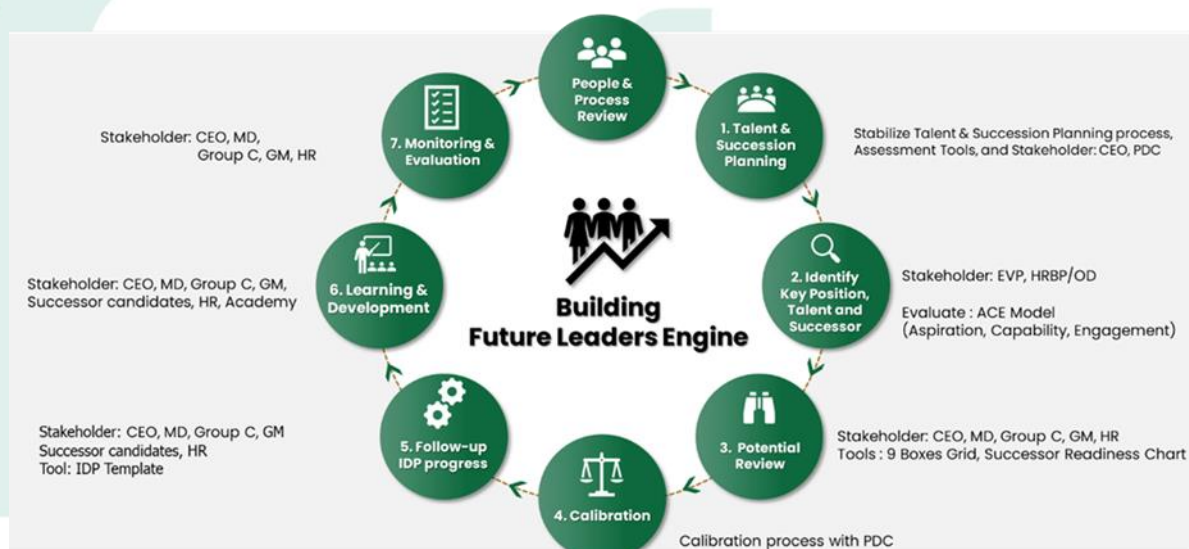 People &
Process
Review
1. Talent &
Succession
Planning
Stabilize Talent & Succession Planning process,
Assessment Tools, and Stakeholder: CEO, PDC
2. Identify
Key Position,
Talent and
Successor
Stakeholder: EVP, HRBP/OD
Evaluate : ACE Model
(Aspiration, Capability, Engagement)
3. Potential
Review
Stakeholder: CEO, MD, Group C, GM, HR
Tools : 9 Boxes Grid, Successor Readiness Chart
4. Calibration
Calibration process with PDC
5. Follow-up
IDP progress
Stakeholder: CEO, MD, Group C, GM
Successor candidates, HR
Tool: IDP Template
6. Learning &
Development
Stakeholder: CEO, MD, Group C, GM,
Successor candidates, HR, Academy
7. Monitoring &
Evaluation
Stakeholder: CEO, MD,
Group C, GM, HR
Building
Future Leaders Engine